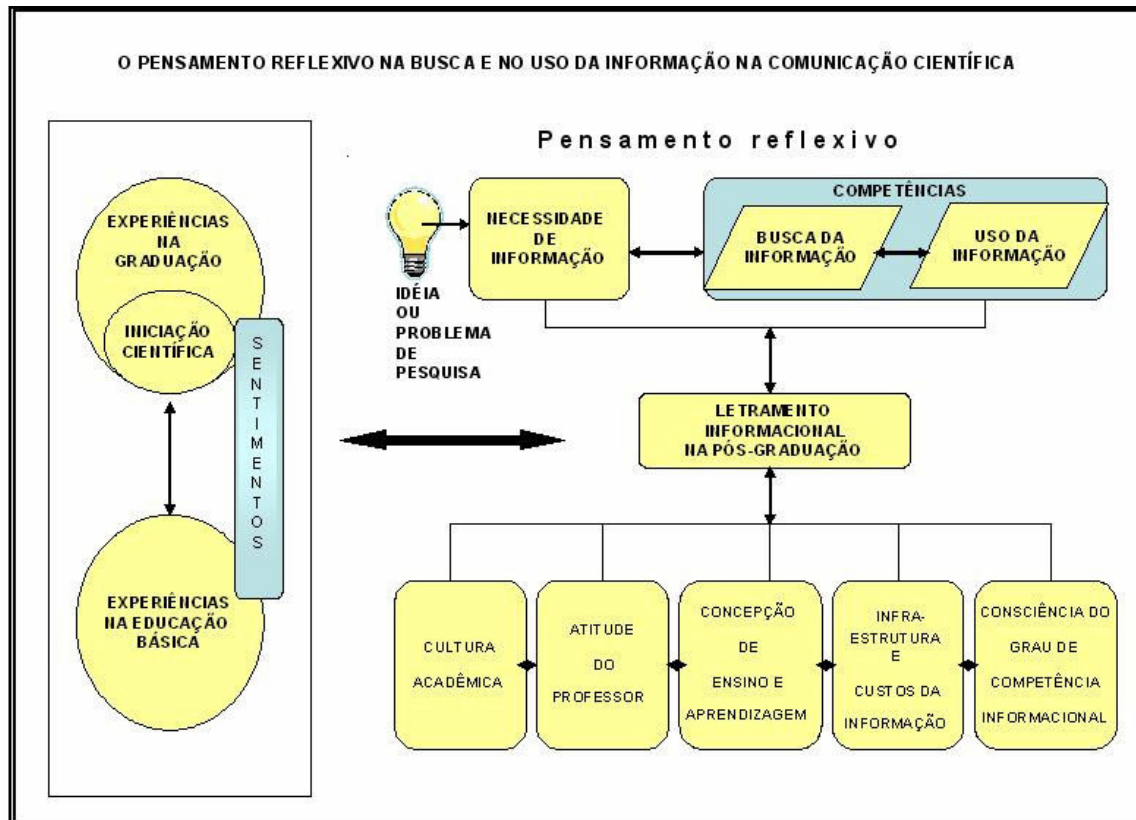 O PENSAMENTO REFLEXIVO NA BUSCA E NO USO DA INFORMAÇÃO NA COMUNICAÇÃO CIENTÍFICA
EXPERIÊNCIAS
NA
GRADUAÇÃO
INICIAÇÃO
CIENTÍFICA
SENTIMENTOS
EXPERIÊNCIAS
NA EDUCAÇÃO
BÁSICA
Pensamento reflexivo
IDÉIA
OU
PROBLEMA
DE
PESQUISA
NECESSIDADE
DE
INFORMAÇÃO
COMPETÊNCIAS
BUSCA DA
INFORMAÇÃO
USO DA
INFORMAÇÃO
LETRAMENTO
INFORMACIONAL
NA PÓS-GRADUAÇÃO
CULTURA
ACADÊMICA
ATITUDE
DO
PROFESSOR
CONCEPÇÃO
DE
ENSINO E
APRENDIZAGEM
INFRA-
ESTRUTURA
E
CUSTOS DA
INFORMAÇÃO
CONSCIÊNCIA DO
GRAU DE
COMPETÊNCIA
INFORMACIONAL